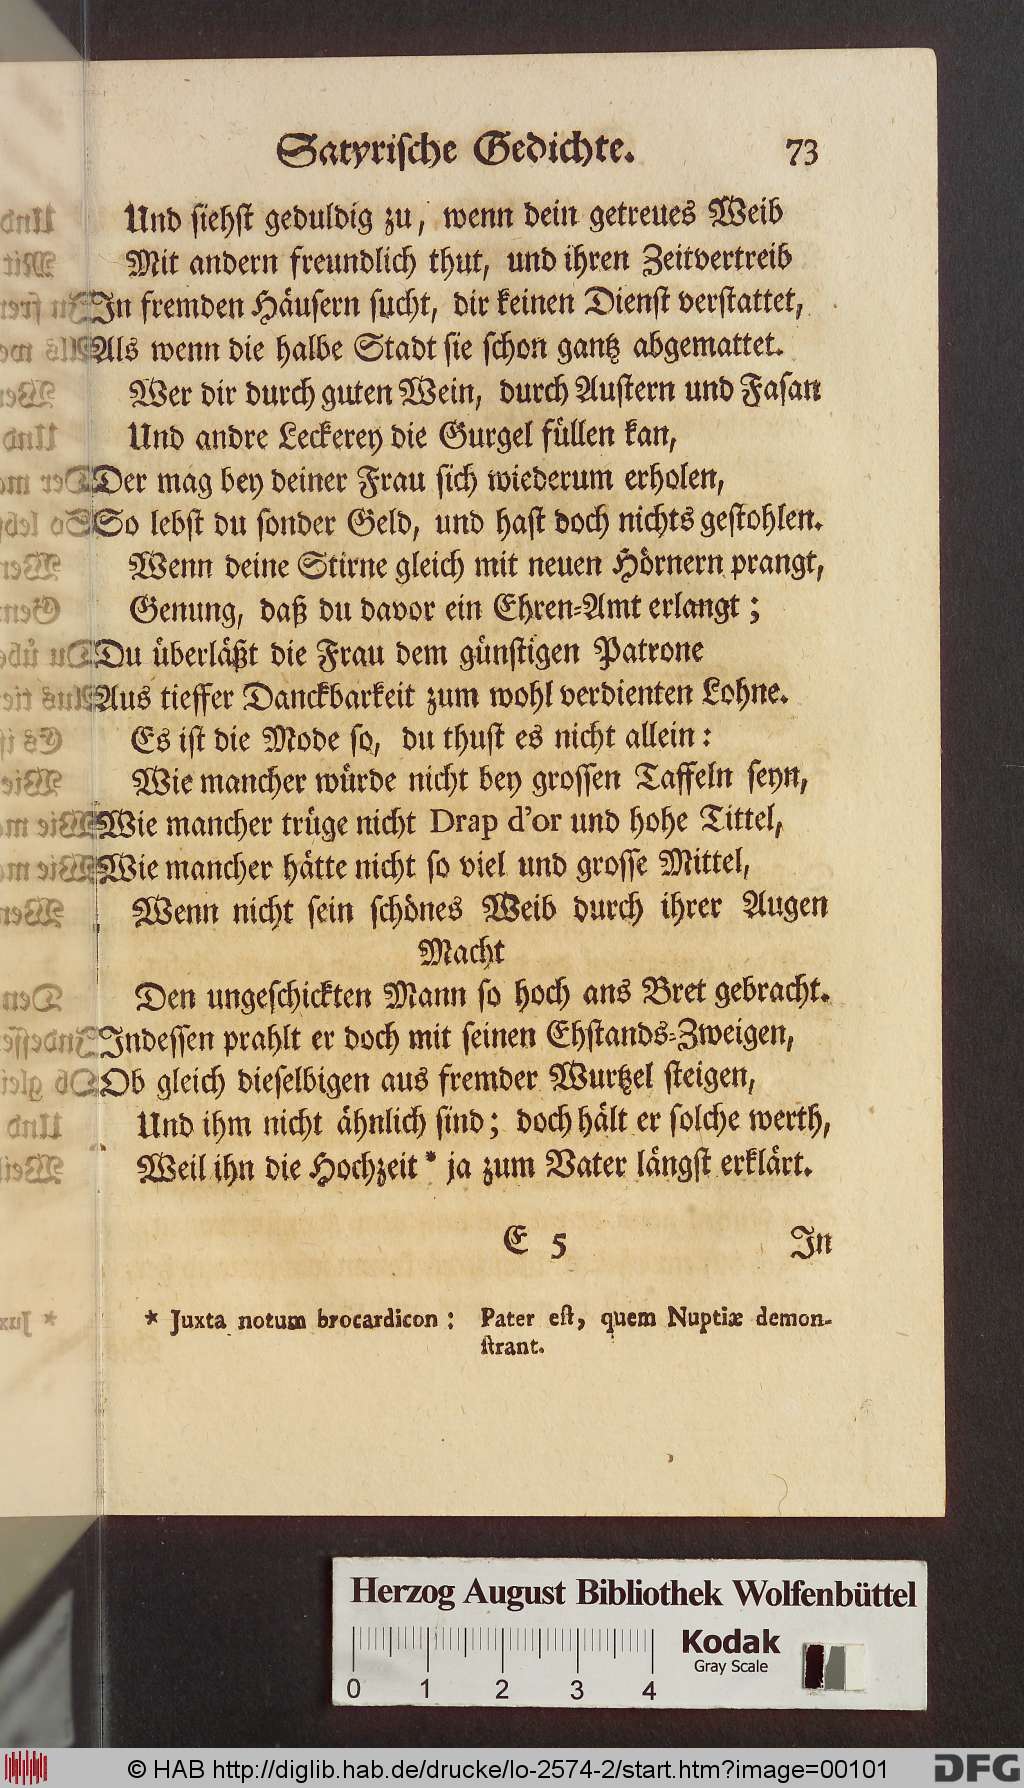 Satyrische Gedichte. 73
Und siehst geduldig zu, wenn dein getreues Weib
Mit andern freundlich thut, und ihren Zeitvertreib
In fremden Häusern sucht, dir keinen Dienst verstattet,
Als wenn die halbe Stadt sie schon gantz abgemattet.
Wer dir durch guten Wein, durch Austern und Fasan
Und andre Leckerey die Gurgel füllen kan,
Der mag bey deiner Frau sich wiederum erholen,
So lebst du sonder Geld, und hast doch nichts gestohlen.
Wenn deine Stirne gleich mit neuen Hörnern prangt,
Genung, daß du davor ein Ehren-Amt erlangt;
Du überläßt die Frau dem günstigen Patrone
Aus tieffer Danckbarkeit zum wohl verdienten Lohne.
Es ist die Mode so, du thust es nicht allein:
Wie mancher würde nicht bey grossen Taffeln seyn,
Wie mancher trüge nicht Drap d'or und hohe Tittel,
Wie mancher hätte nicht so viel und grosse Mittel,
Wenn nicht sein schönes Weib durch ihrer Augen
Macht
Den ungeschickten Mann so hoch ans Bret gebracht.
Indessen prahlt er doch mit seinen Ehstands-Zweigen,
Ob gleich dieselbigen aus fremder Wurtzel steigen,
Und ihm nicht ähnlich sind; doch hält er solche werth,
Weil ihn die Hochzeit * ja zum Vater längst erklärt.
E 5 In
* Juxta notum brocardicon: Pater est, quem Nuptiæ demon-
strant.
Herzog August Bibliothek Wolfenbüttel
Kodak
Gray Scale
0 1 2 3 4
© HAB http://diglib.hab.de/drucke/lo-2574-2/start.htm?image=00101
DFG